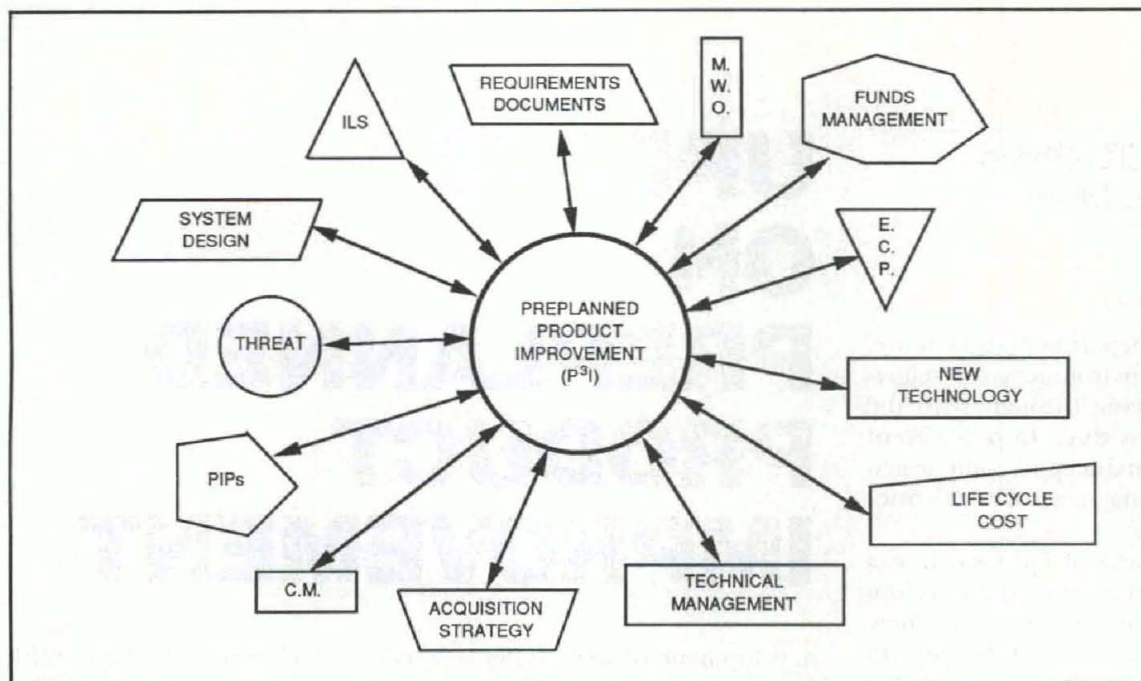 M.
W.
O.
REQUIREMENTS
DOCUMENTS
FUNDS
MANAGEMENT
ILS
SYSTEM
DESIGN
E.
C.
P.
THREAT
PREPLANNED
PRODUCT
IMPROVEMENT
(P³I)
NEW
TECHNOLOGY
PIPs
LIFE CYCLE
COST
C.M.
ACQUISITION
STRATEGY
TECHNICAL
MANAGEMENT